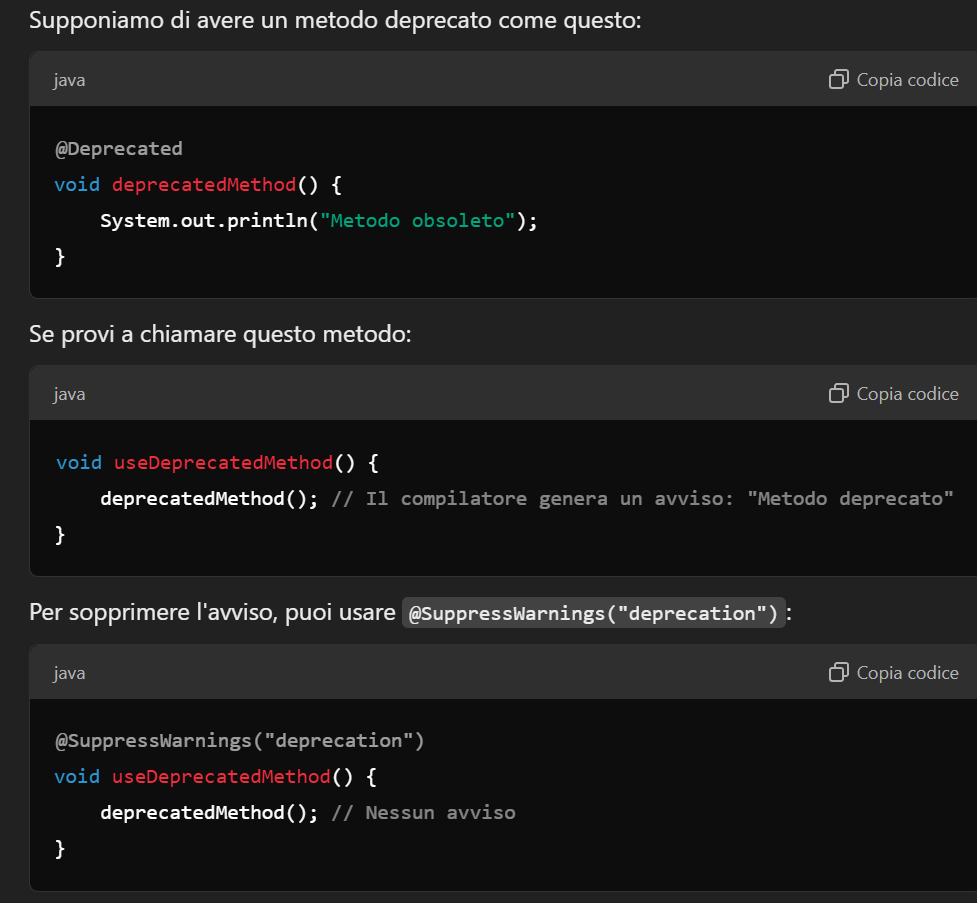 Supponiamo di avere un metodo deprecato come questo:
java
Copia codice
@Deprecated
void deprecatedMethod() {
    System.out.println("Metodo obsoleto");
}
Se provi a chiamare questo metodo:
java
Copia codice
void useDeprecatedMethod() {
    deprecatedMethod(); // Il compilatore genera un avviso: "Metodo deprecato"
}
Per sopprimere l'avviso, puoi usare @SuppressWarnings("deprecation"):
java
Copia codice
@SuppressWarnings("deprecation")
void useDeprecatedMethod() {
    deprecatedMethod(); // Nessun avviso
}